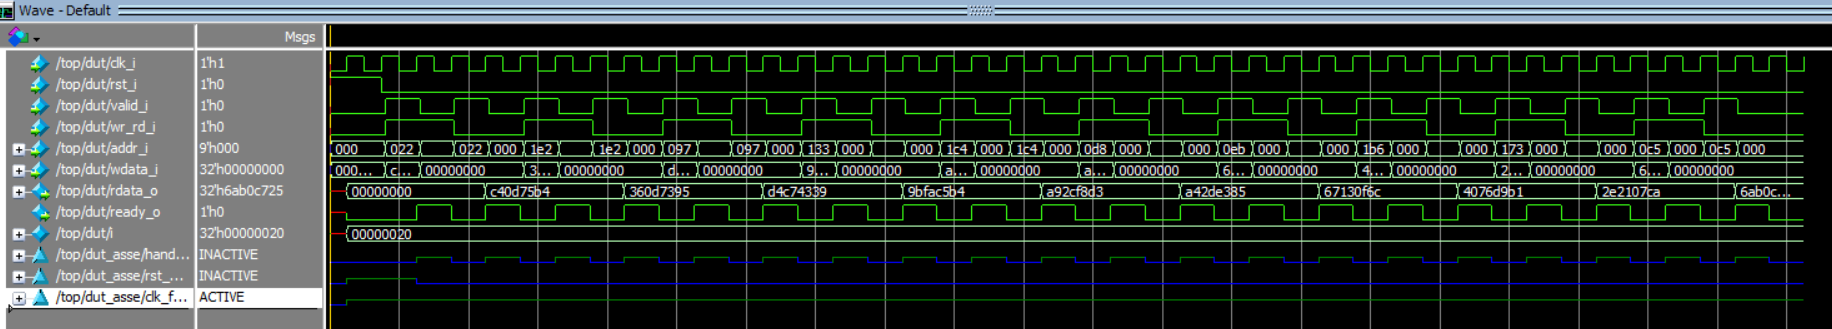 Wave - Default
Msgs
/top/dut/clk_i 1'h1
/top/dut/rst_i 1'h0
/top/dut/valid_i 1'h0
/top/dut/wr_rd_i 1'h0
/top/dut/addr_i 9'h000 000 022 022 000 1e2 1e2 000 097 097 000 133 000 000 1c4 000 1c4 000 0d8 000 000 0eb 000 000 1b6 000 000 173 000 000 0c5 000 0c5 000
/top/dut/wdata_i 32'h00000000 000... c... 00000000 3... 00000000 d... 00000000 9... 00000000 a... 00000000 a... 00000000 6... 00000000 4... 00000000 2... 00000000 6... 00000000
/top/dut/rdata_o 32'h6ab0c725 00000000 c40d75b4 360d7395 d4c74339 9bfac5b4 a92cf8d3 a42de385 67130f6c 4076d9b1 2e2107ca 6ab0c...
/top/dut/ready_o 1'h0
/top/dut/i 32'h00000020 00000020
/top/dut_asse/hand... INACTIVE
/top/dut_asse/rst_... INACTIVE
/top/dut_asse/clk_f... ACTIVE